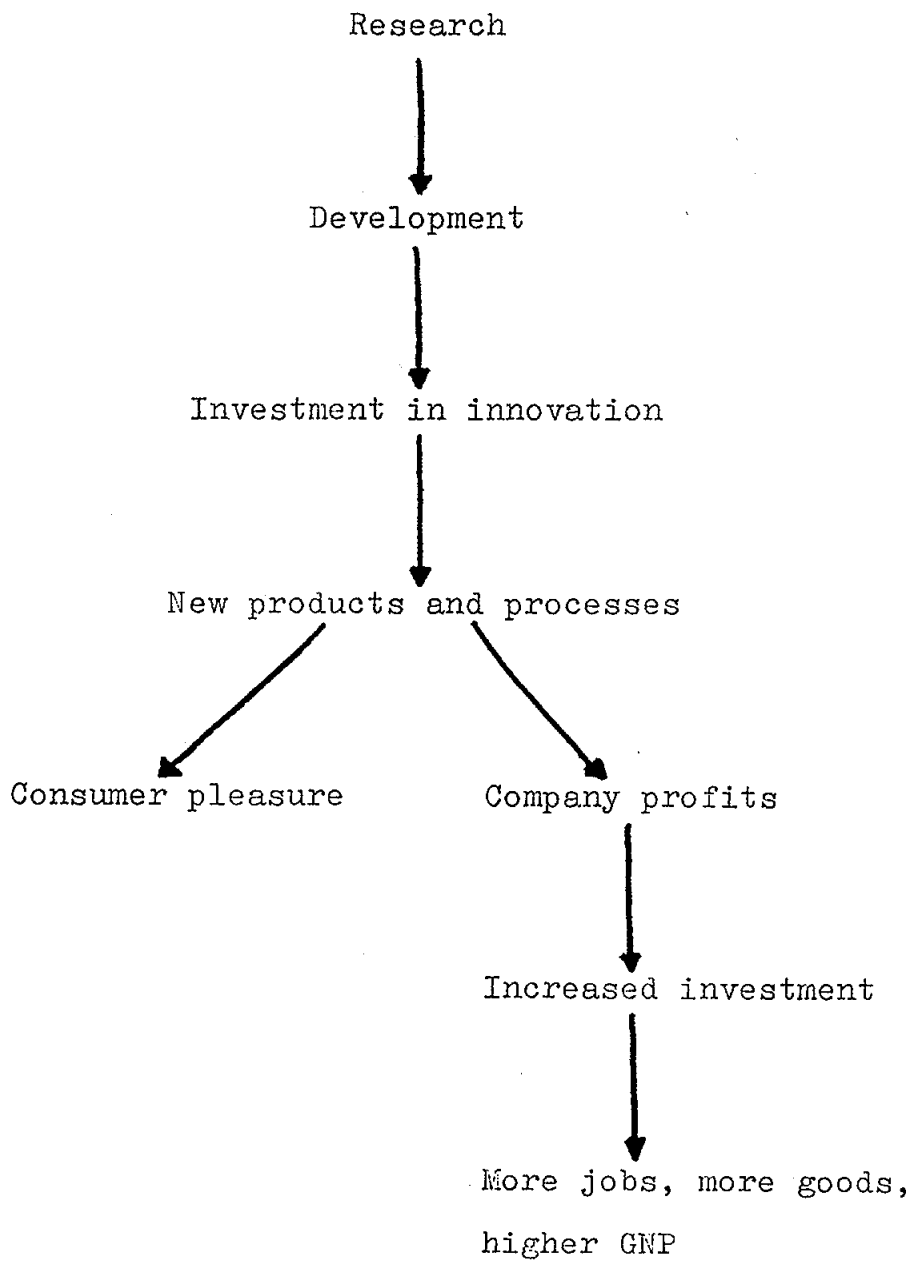 Research
Development
Investment in innovation
New products and processes
Consumer pleasure
Company profits
Increased investment
More jobs, more goods,
higher GNP